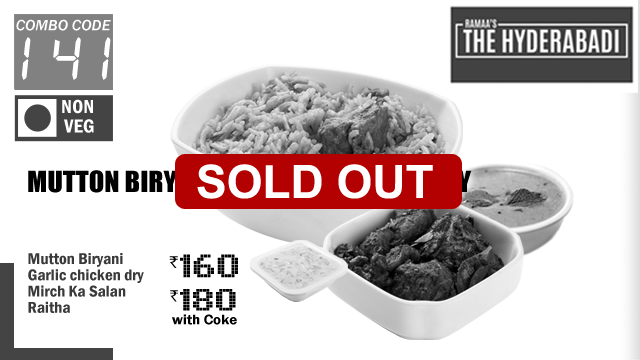 COMBO CODE
141
NON
VEG
RAMAA'S
THE HYDERABADI
MUTTON BIRY
SOLD OUT
Mutton Biryani
Garlic chicken dry
Mirch Ka Salan
Raitha
₹160
₹180
with Coke